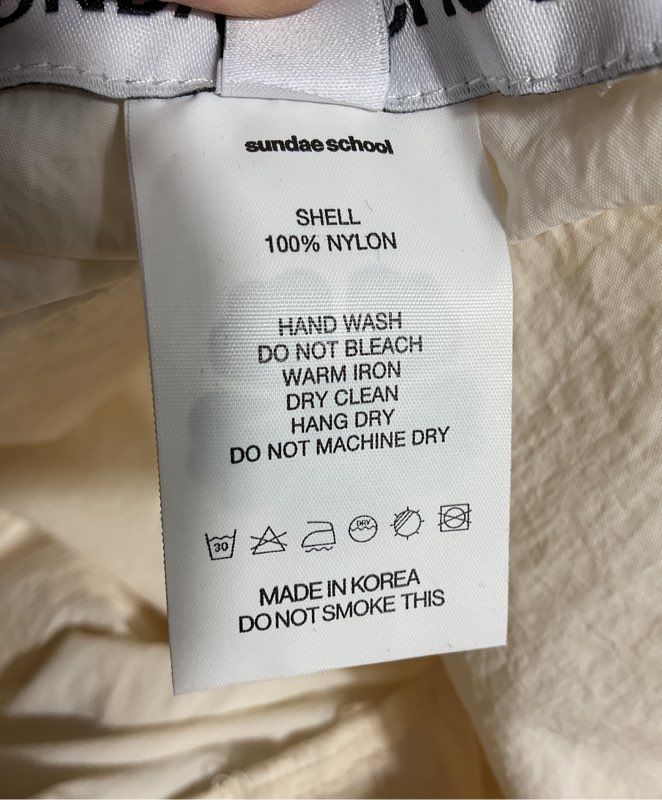 sundae school
SHELL
100% NYLON
HAND WASH
DO NOT BLEACH
WARM IRON
DRY CLEAN
HANG DRY
DO NOT MACHINE DRY
30
DRY
MADE IN KOREA
DO NOT SMOKE THIS